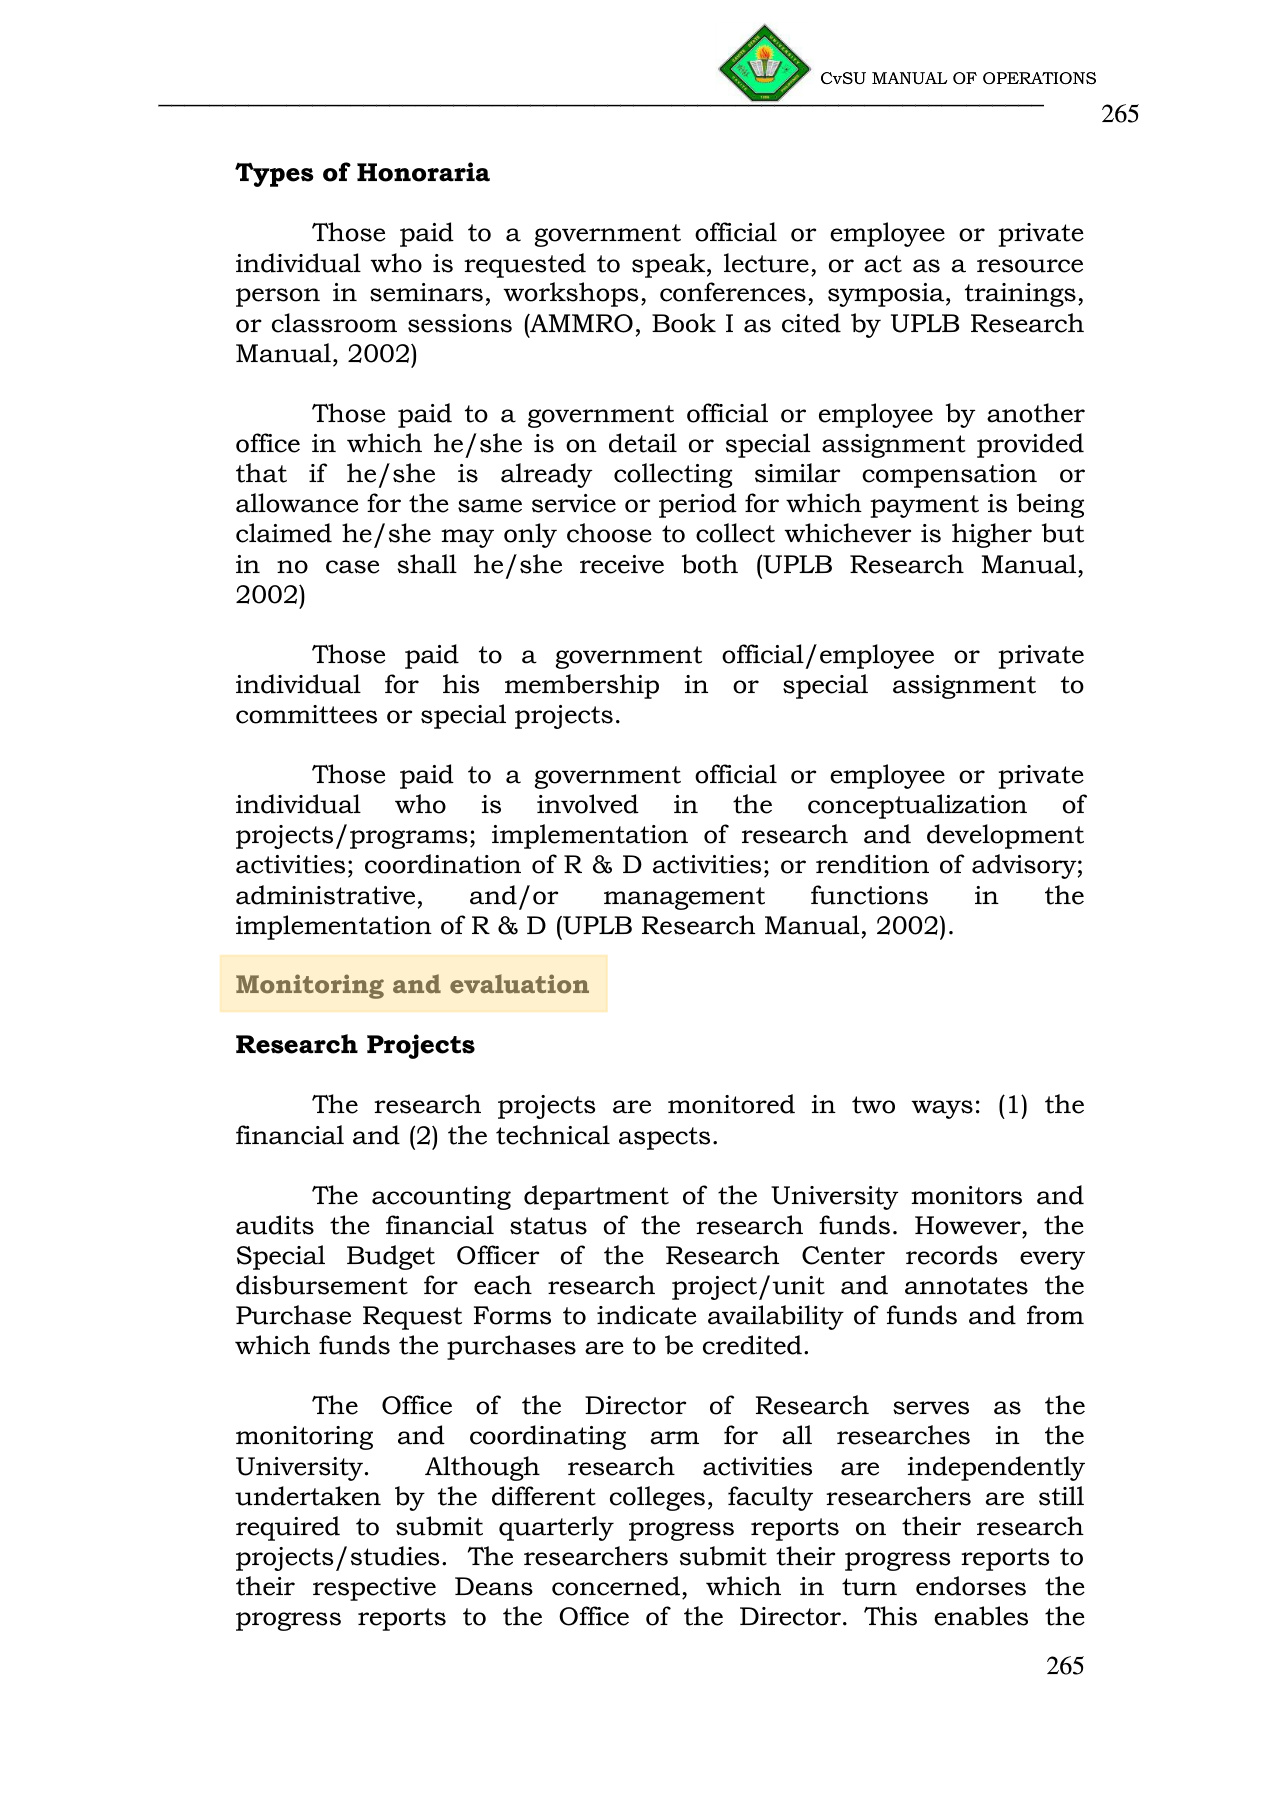 CvSU MANUAL OF OPERATIONS
265
Types of Honoraria
Those paid to a government official or employee or private
individual who is requested to speak, lecture, or act as a resource
person in seminars, workshops, conferences, symposia, trainings,
or classroom sessions (AMMRO, Book I as cited by UPLB Research
Manual, 2002)
Those paid to a government official or employee by another
office in which he/she is on detail or special assignment provided
that if he/she is already collecting similar compensation or
allowance for the same service or period for which payment is being
claimed he/she may only choose to collect whichever is higher but
in no case shall he/she receive both (UPLB Research Manual,
2002)
Those paid to a government official/employee or private
individual for his membership in or special assignment to
committees or special projects.
Those paid to a government official or employee or private
individual who is involved in the conceptualization of
projects/programs; implementation of research and development
activities; coordination of R & D activities; or rendition of advisory;
administrative, and/or management functions in the
implementation of R & D (UPLB Research Manual, 2002).
Monitoring and evaluation
Research Projects
The research projects are monitored in two ways: (1) the
financial and (2) the technical aspects.
The accounting department of the University monitors and
audits the financial status of the research funds. However, the
Special Budget Officer of the Research Center records every
disbursement for each research project/unit and annotates the
Purchase Request Forms to indicate availability of funds and from
which funds the purchases are to be credited.
The Office of the Director of Research serves as the
monitoring and coordinating arm for all researches in the
University. Although research activities are independently
undertaken by the different colleges, faculty researchers are still
required to submit quarterly progress reports on their research
projects/studies. The researchers submit their progress reports to
their respective Deans concerned, which in turn endorses the
progress reports to the Office of the Director. This enables the
265